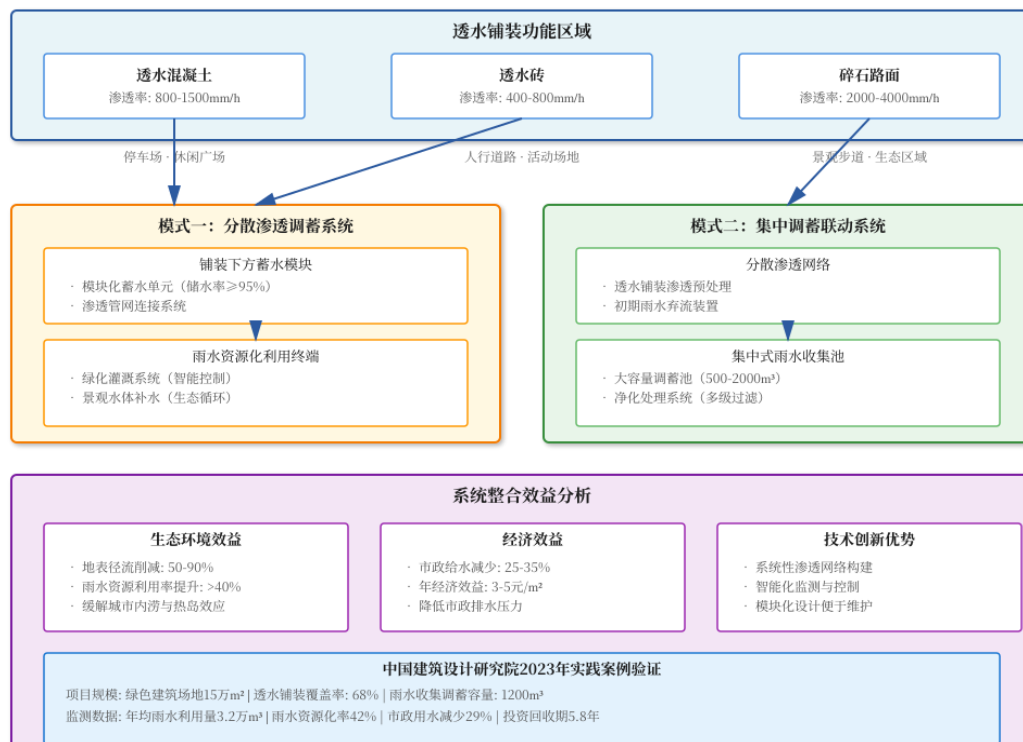 透水铺装功能区域
透水混凝土
渗透率: 800-1500mm/h
透水砖
渗透率: 400-800mm/h
碎石路面
渗透率: 2000-4000mm/h
停车场 · 休闲广场
人行道路 · 活动场地
景观步道 · 生态区域
模式一：分散渗透调蓄系统
铺装下方蓄水模块
· 模块化蓄水单元（储水率≥95%）
· 渗透管网连接系统
雨水资源化利用终端
· 绿化灌溉系统（智能控制）
· 景观水体补水（生态循环）
模式二：集中调蓄联动系统
分散渗透网络
· 透水铺装渗透预处理
· 初期雨水弃流装置
集中式雨水收集池
· 大容量调蓄池（500-2000m³）
· 净化处理系统（多级过滤）
系统整合效益分析
生态环境效益
· 地表径流削减: 50-90%
· 雨水资源利用率提升: >40%
· 缓解城市内涝与热岛效应
经济效益
· 市政给水减少: 25-35%
· 年经济效益: 3-5元/m²
· 降低市政排水压力
技术创新优势
· 系统性渗透网络构建
· 智能化监测与控制
· 模块化设计便于维护
中国建筑设计研究院2023年实践案例验证
项目规模: 绿色建筑场地15万m² | 透水铺装覆盖率: 68% | 雨水收集调蓄容量: 1200m³
监测数据: 年均雨水利用量3.2万m³ | 雨水资源化率42% | 市政用水减少29% | 投资回收期5.8年